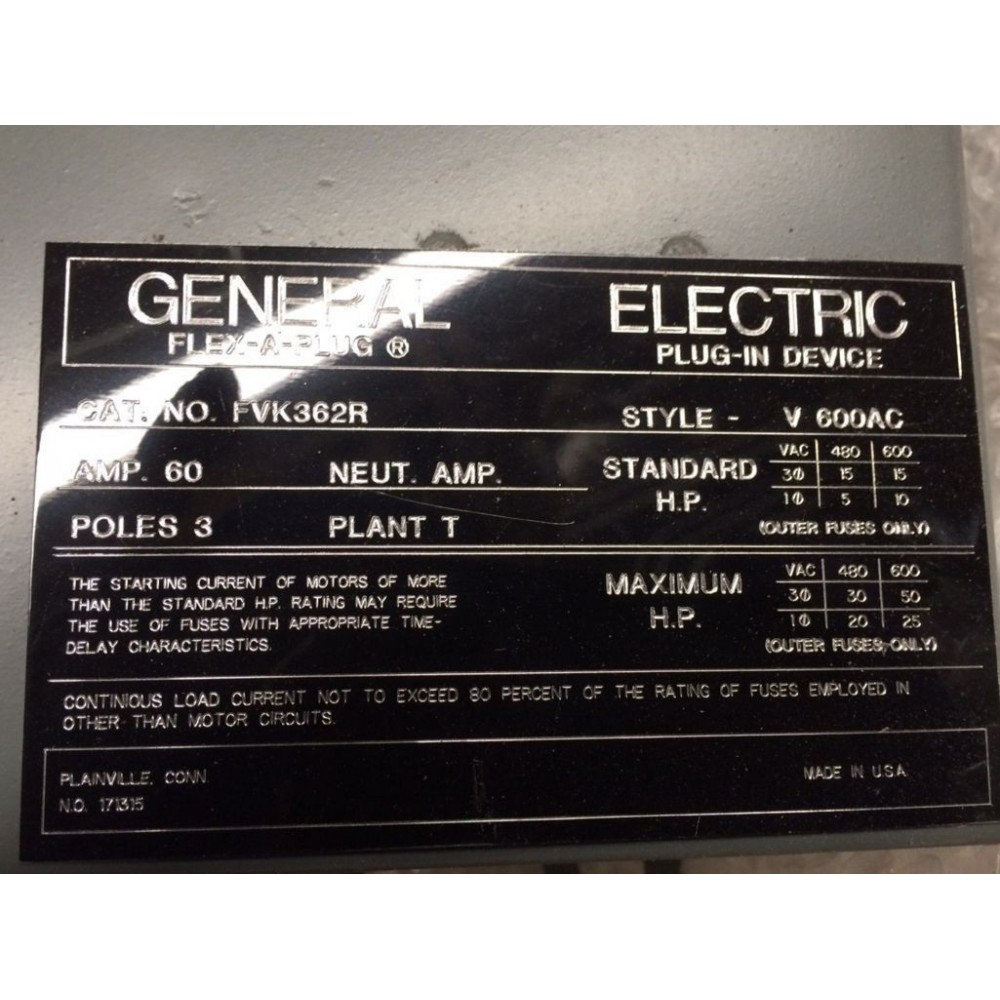 GENERAL ELECTRIC
FLEX-A-PLUG ® PLUG-IN DEVICE
CAT. NO. FVK362R STYLE - V 600AC
AMP. 60 NEUT. AMP.
POLES 3 PLANT T
STANDARD H.P.
VAC 480 600
3Ø 15 15
1Ø 5 10
(OUTER FUSES ONLY)
THE STARTING CURRENT OF MOTORS OF MORE
THAN THE STANDARD H.P. RATING MAY REQUIRE
THE USE OF FUSES WITH APPROPRIATE TIME-
DELAY CHARACTERISTICS.
MAXIMUM H.P.
VAC 480 600
3Ø 30 50
1Ø 20 25
(OUTER FUSES ONLY)
CONTINIOUS LOAD CURRENT NOT TO EXCEED 80 PERCENT OF THE RATING OF FUSES EMPLOYED IN
OTHER THAN MOTOR CIRCUITS.
PLAINVILLE, CONN. MADE IN U.S.A.
N.O. 171315